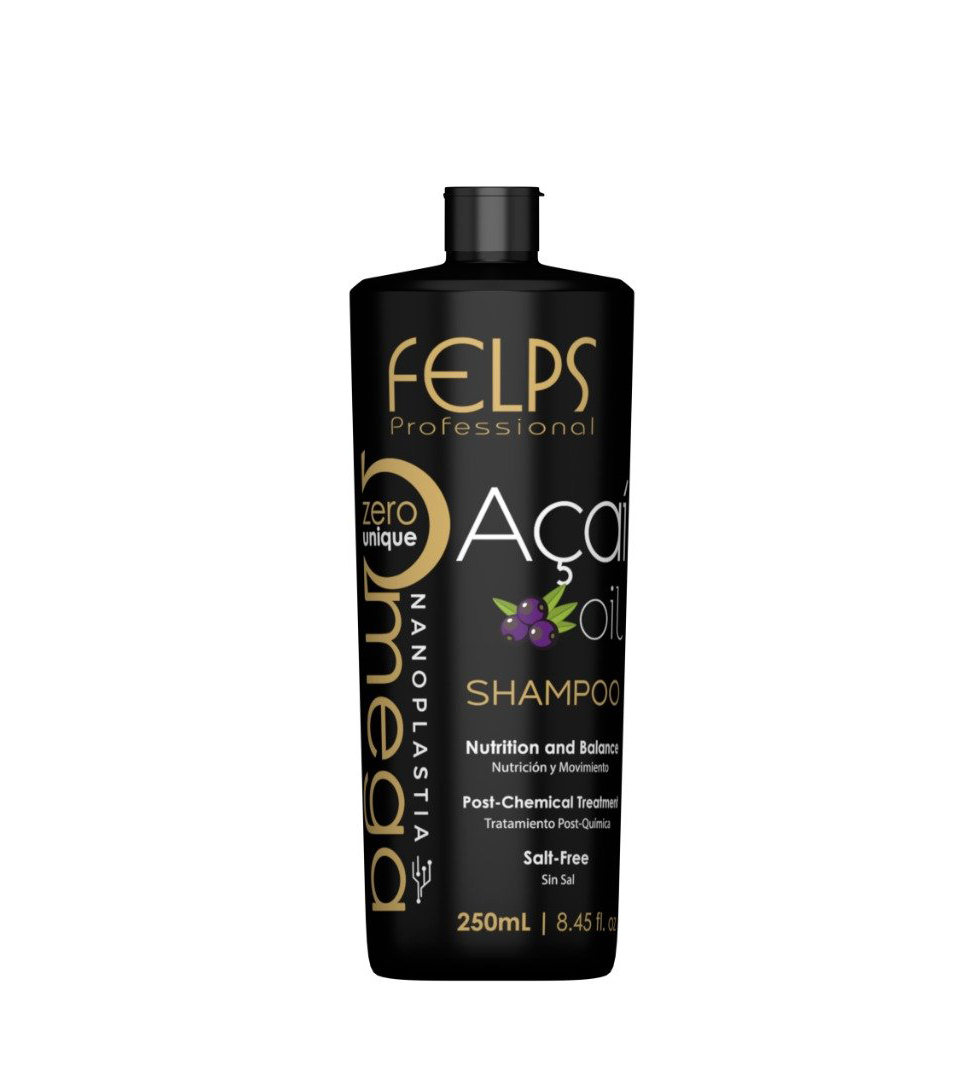 FELPS
Professional
zero
unique
Omega
NANOPLASTIA
Açaí
oil
SHAMPOO
Nutrition and Balance
Nutrición y Movimiento
Post-Chemical Treatment
Tratamiento Post-Química
Salt-Free
Sin Sal
250mL | 8.45 fl. oz